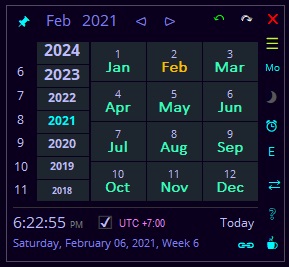 Feb 2021
2024
2023
2022
2021
2020
2019
2018
6
7
8
9
10
11
1 2 3
Jan Feb Mar
4 5 6
Apr May Jun
7 8 9
Jul Aug Sep
10 11 12
Oct Nov Dec
Mo
E
?
6:22:55 PM UTC +7:00 Today
Saturday, February 06, 2021, Week 6